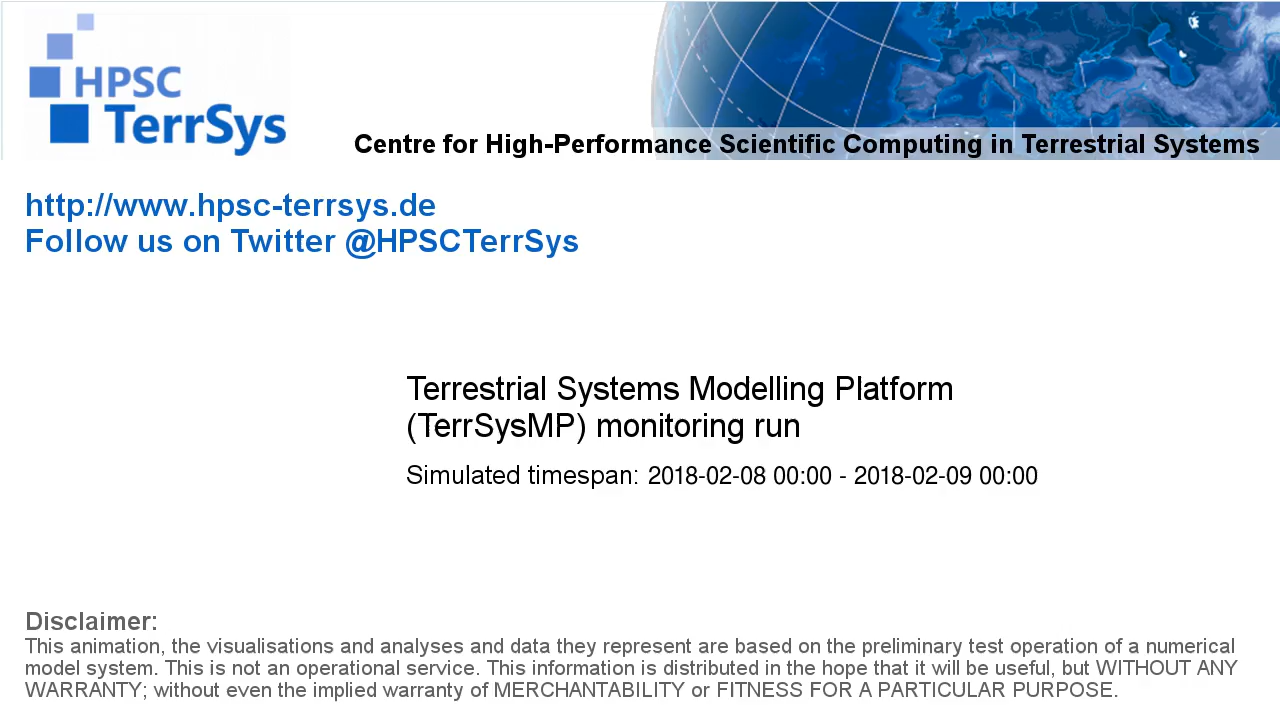 HPSC
TerrSys
Centre for High-Performance Scientific Computing in Terrestrial Systems
http://www.hpsc-terrsys.de
Follow us on Twitter @HPSCTerrSys
Terrestrial Systems Modelling Platform
(TerrSysMP) monitoring run
Simulated timespan: 2018-02-08 00:00 - 2018-02-09 00:00
Disclaimer:
This animation, the visualisations and analyses and data they represent are based on the preliminary test operation of a numerical
model system. This is not an operational service. This information is distributed in the hope that it will be useful, but WITHOUT ANY
WARRANTY; without even the implied warranty of MERCHANTABILITY or FITNESS FOR A PARTICULAR PURPOSE.